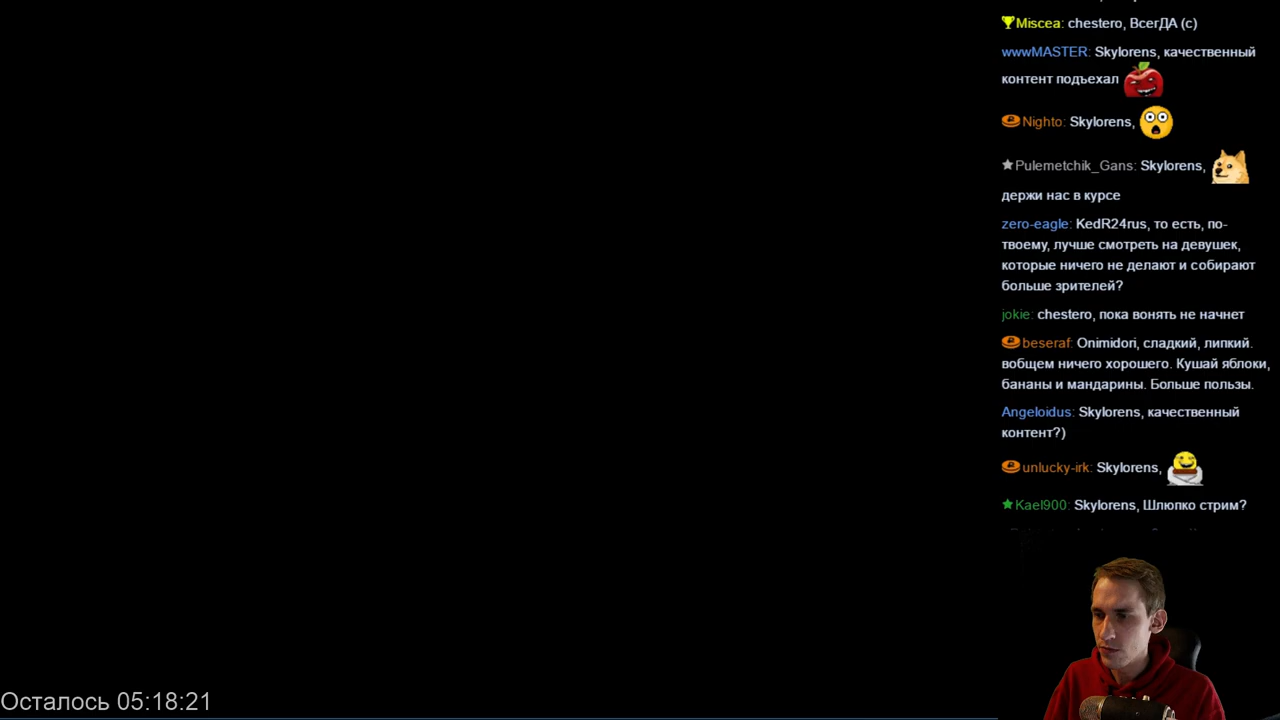 Miscea: chestero, ВсегДА (с)
wwwMASTER: Skylorens, качественный
контент подъехал
Nighto: Skylorens,
Pulemetchik_Gans: Skylorens,
держи нас в курсе
zero-eagle: KedR24rus, то есть, по-
твоему, лучше смотреть на девушек,
которые ничего не делают и собирают
больше зрителей?
jokie: chestero, пока вонять не начнет
beseraf: Onimidori, сладкий, липкий.
вобщем ничего хорошего. Кушай яблоки,
бананы и мандарины. Больше пользы.
Angeloidus: Skylorens, качественный
контент?)
unlucky-irk: Skylorens,
Kael900: Skylorens, Шлюпко стрим?
Осталось 05:18:21